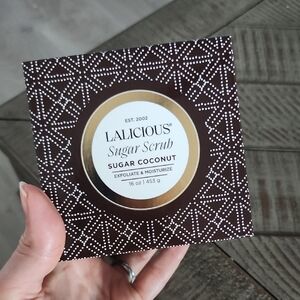 EST. 2002
LALICIOUS
Sugar Scrub
SUGAR COCONUT
EXFOLIATE & MOISTURIZE
16 oz | 453 g